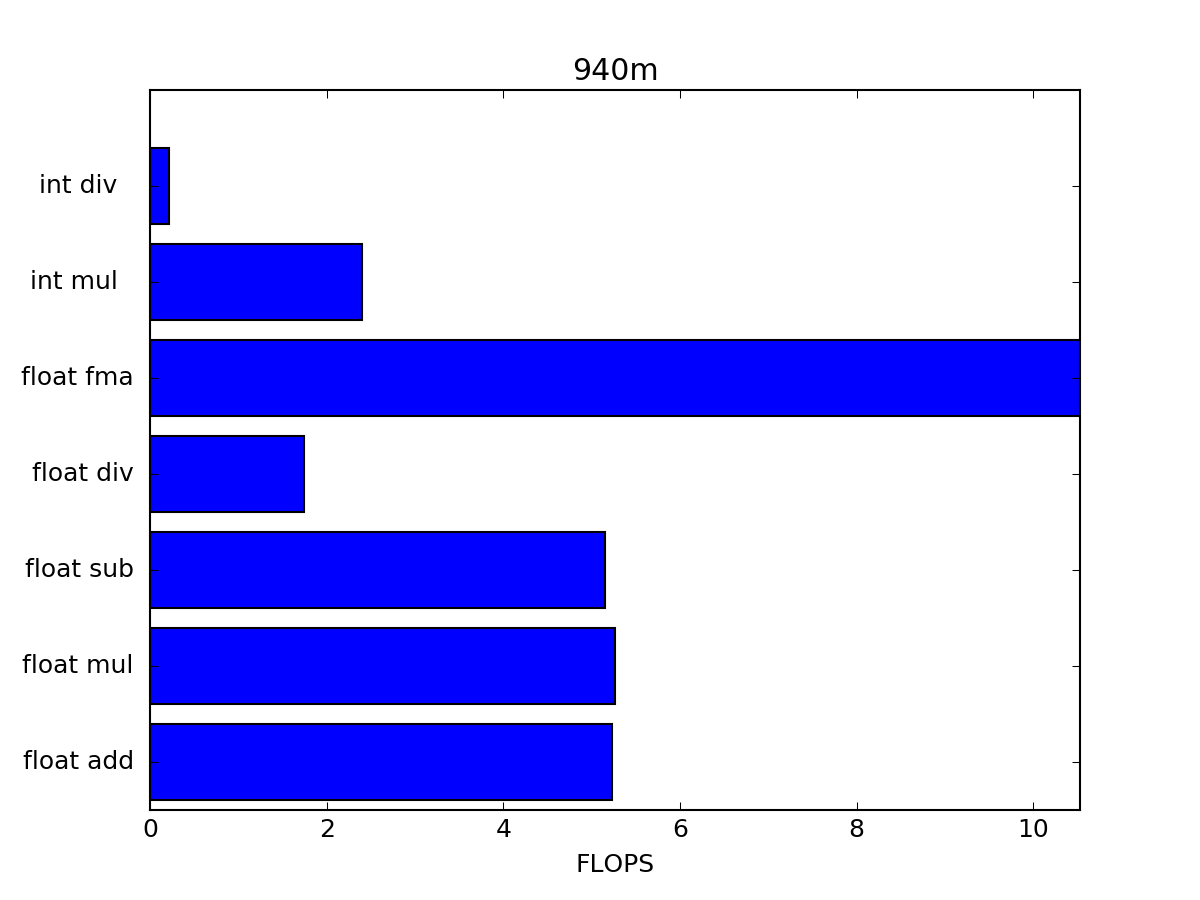 940m
int div
int mul
float fma
float div
float sub
float mul
float add
0 2 4 6 8 10
FLOPS